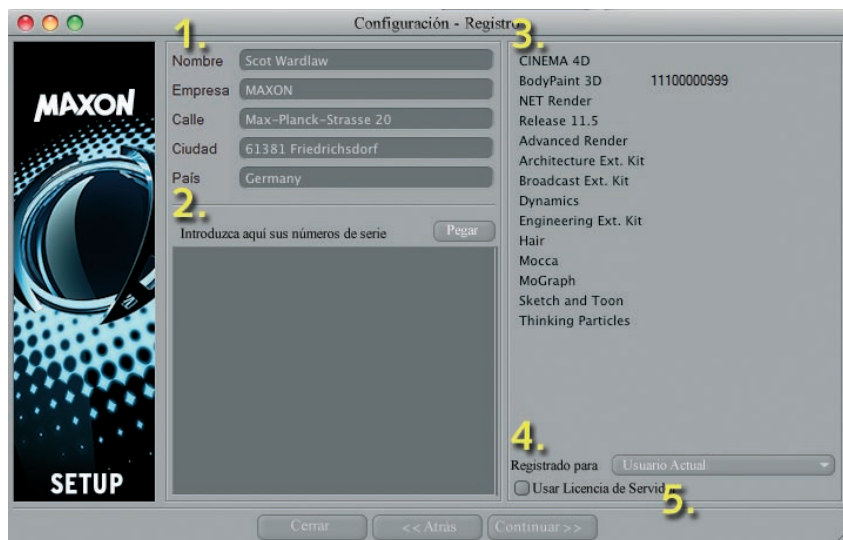 Configuración - Registro
1.
Nombre Scot Wardlaw
Empresa MAXON
Calle Max-Planck-Strasse 20
Ciudad 61381 Friedrichsdorf
País Germany
2.
Introduzca aquí sus números de serie Pegar
3.
CINEMA 4D
BodyPaint 3D 11100000999
NET Render
Release 11.5
Advanced Render
Architecture Ext. Kit
Broadcast Ext. Kit
Dynamics
Engineering Ext. Kit
Hair
Mocca
MoGraph
Sketch and Toon
Thinking Particles
4.
Registrado para Usuario Actual
Usar Licencia de Servidor
5.
MAXON
SETUP
Cerrar << Atrás Continuar >>